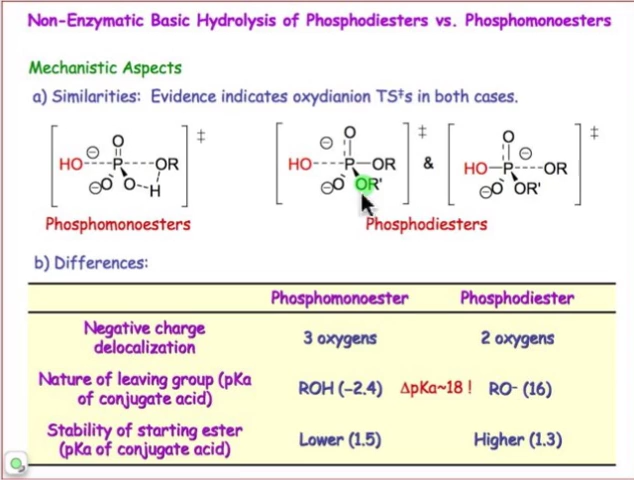 Non-Enzymatic Basic Hydrolysis of Phosphodiesters vs. Phosphomonoesters
Mechanistic Aspects
a) Similarities: Evidence indicates oxydianion TS‡s in both cases.
O
⊖
HO----P----OR
⊖O O--H
‡
O
⊖
HO----P—OR
⊖O OR'
‡
&
O
⊖
HO—P----OR
⊖O OR'
‡
Phosphomonoesters
Phosphodiesters
b) Differences:
Phosphomonoester Phosphodiester
Negative charge
delocalization
3 oxygens 2 oxygens
Nature of leaving group (pKa
of conjugate acid)
ROH (-2.4) ΔpKa~18 ! RO⁻ (16)
Stability of starting ester
(pKa of conjugate acid)
Lower (1.5) Higher (1.3)